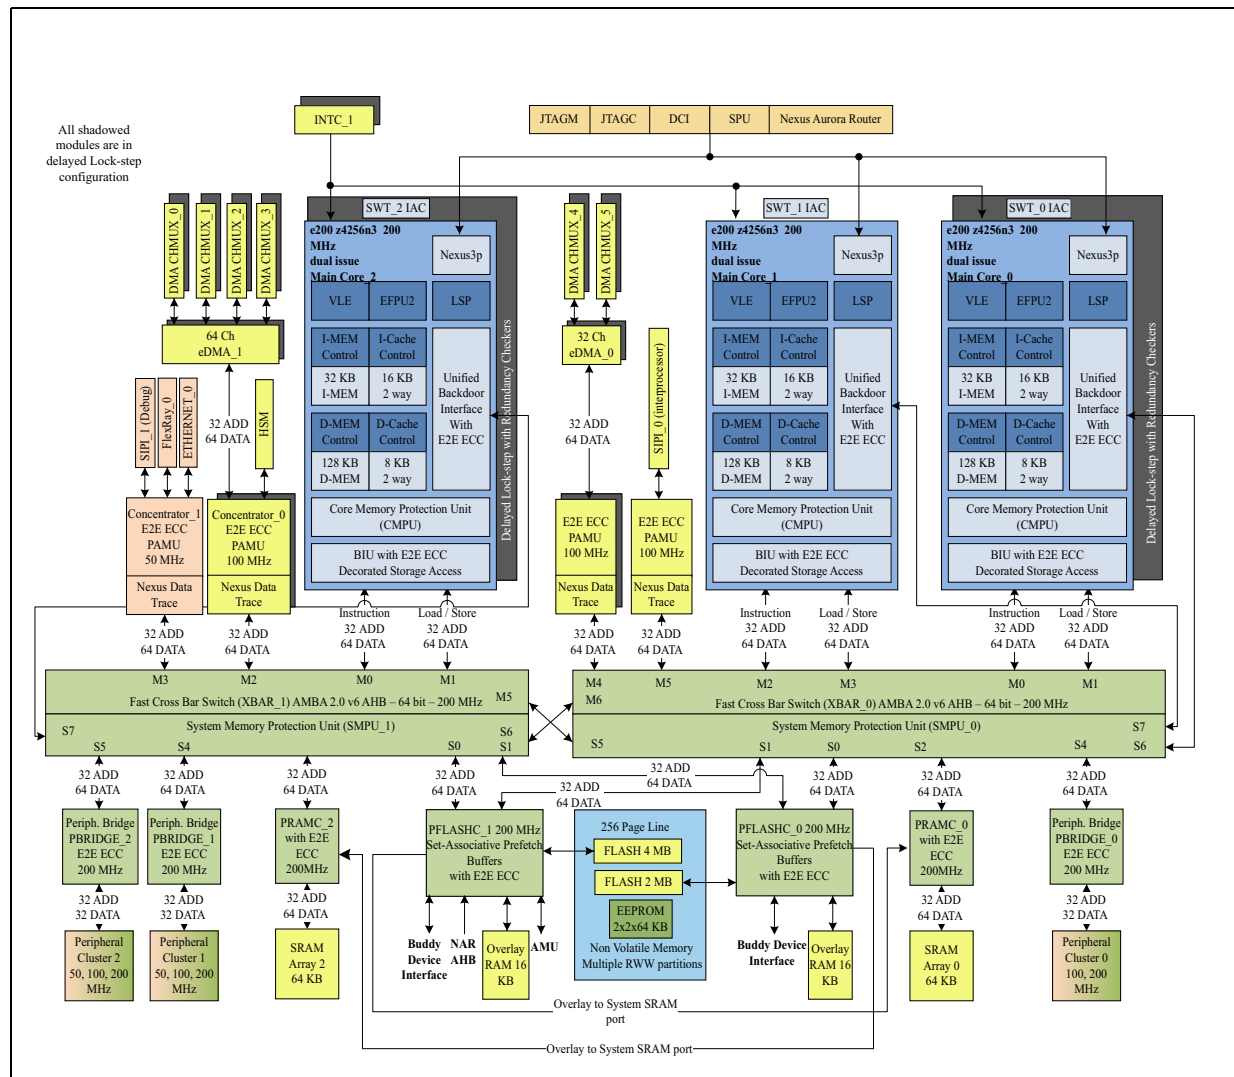 All shadowed
modules are in
delayed Lock-step
configuration
INTC_1
JTAGM
JTAGC
DCI
SPU
Nexus Aurora Router
DMA CHMUX_0
DMA CHMUX_1
DMA CHMUX_2
DMA CHMUX_3
64 Ch
eDMA_1
32 ADD
64 DATA
SIPI_1 (Debug)
FlexRay_0
ETHERNET_0
HSM
Concentrator_1
E2E ECC
PAMU
50 MHz
Nexus Data
Trace
Concentrator_0
E2E ECC
PAMU
100 MHz
Nexus Data
Trace
SWT_2 IAC
e200 z4256n3 200
MHz
dual issue
Main Core_2
Nexus3p
VLE
EFPU2
LSP
I-MEM
Control
I-Cache
Control
32 KB
I-MEM
16 KB
2 way
D-MEM
Control
D-Cache
Control
128 KB
D-MEM
8 KB
2 way
Unified
Backdoor
Interface
With
E2E ECC
Core Memory Protection Unit
(CMPU)
BIU with E2E ECC
Decorated Storage Access
Delayed Lock-step with Redundancy Checkers
DMA CHMUX_4
DMA CHMUX_5
32 Ch
eDMA_0
32 ADD
64 DATA
SIPI_0 (interprocessor)
E2E ECC
PAMU
100 MHz
Nexus Data
Trace
E2E ECC
PAMU
100 MHz
Nexus Data
Trace
SWT_1 IAC
e200 z4256n3 200
MHz
dual issue
Main Core_1
Nexus3p
VLE
EFPU2
LSP
I-MEM
Control
I-Cache
Control
32 KB
I-MEM
16 KB
2 way
D-MEM
Control
D-Cache
Control
128 KB
D-MEM
8 KB
2 way
Unified
Backdoor
Interface
With
E2E ECC
Core Memory Protection Unit
(CMPU)
BIU with E2E ECC
Decorated Storage Access
SWT_0 IAC
e200 z4256n3 200
MHz
dual issue
Main Core_0
Nexus3p
VLE
EFPU2
LSP
I-MEM
Control
I-Cache
Control
32 KB
I-MEM
16 KB
2 way
D-MEM
Control
D-Cache
Control
128 KB
D-MEM
8 KB
2 way
Unified
Backdoor
Interface
With
E2E ECC
Core Memory Protection Unit
(CMPU)
BIU with E2E ECC
Decorated Storage Access
Delayed Lock-step with Redundancy Checkers
32 ADD
64 DATA
32 ADD
64 DATA
Instruction
32 ADD
64 DATA
Load / Store
32 ADD
64 DATA
32 ADD
64 DATA
32 ADD
64 DATA
Instruction
32 ADD
64 DATA
Load / Store
32 ADD
64 DATA
Instruction
32 ADD
64 DATA
Load / Store
32 ADD
64 DATA
M3
M2
M0
M1
M5
Fast Cross Bar Switch (XBAR_1) AMBA 2.0 v6 AHB – 64 bit – 200 MHz
System Memory Protection Unit (SMPU_1)
S7
S5
S4
S0
S6
S1
M4
M6
M5
M2
M3
M0
M1
Fast Cross Bar Switch (XBAR_0) AMBA 2.0 v6 AHB – 64 bit – 200 MHz
System Memory Protection Unit (SMPU_0)
S5
S1
S0
S2
S4
S7
S6
32 ADD
64 DATA
32 ADD
64 DATA
32 ADD
64 DATA
32 ADD
64 DATA
32 ADD
64 DATA
32 ADD
64 DATA
32 ADD
64 DATA
32 ADD
64 DATA
32 ADD
64 DATA
Periph. Bridge
PBRIDGE_2
E2E ECC
200 MHz
Periph. Bridge
PBRIDGE_1
E2E ECC
200 MHz
PRAMC_2
with E2E
ECC
200MHz
PFLASHC_1 200 MHz
Set-Associative Prefetch
Buffers
with E2E ECC
256 Page Line
FLASH 4 MB
FLASH 2 MB
EEPROM
2x2x64 KB
Non Volatile Memory
Multiple RWW partitions
PFLASHC_0 200 MHz
Set-Associative Prefetch
Buffers
with E2E ECC
PRAMC_0
with E2E
ECC
200MHz
Periph. Bridge
PBRIDGE_0
E2E ECC
200 MHz
32 ADD
32 DATA
32 ADD
32 DATA
32 ADD
64 DATA
32 ADD
64 DATA
32 ADD
32 DATA
Peripheral
Cluster 2
50, 100, 200
MHz
Peripheral
Cluster 1
50, 100, 200
MHz
SRAM
Array 2
64 KB
Buddy
Device
Interface
NAR
AHB
Overlay
RAM 16
KB
AMU
Buddy Device
Interface
Overlay
RAM 16
KB
SRAM
Array 0
64 KB
Peripheral
Cluster 0
100, 200
MHz
Overlay to System SRAM
port
Overlay to System SRAM port